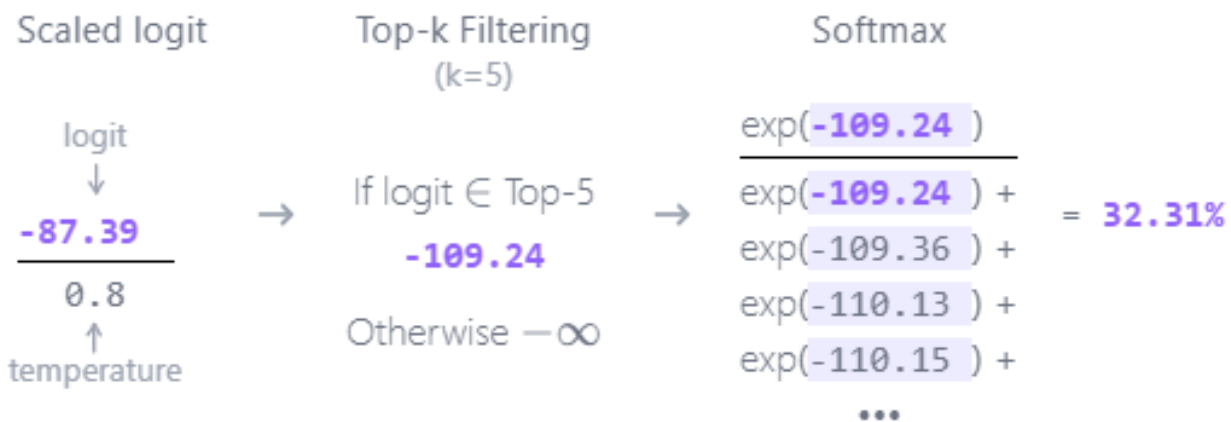 Scaled logit
logit
↓
-87.39
0.8
↑
temperature
→
Top-k Filtering
(k=5)
If logit ∈ Top-5
-109.24
Otherwise −∞
→
Softmax
exp(-109.24 )
exp(-109.24 ) +
exp(-109.36 ) +
exp(-110.13 ) +
exp(-110.15 ) +
•••
= 32.31%